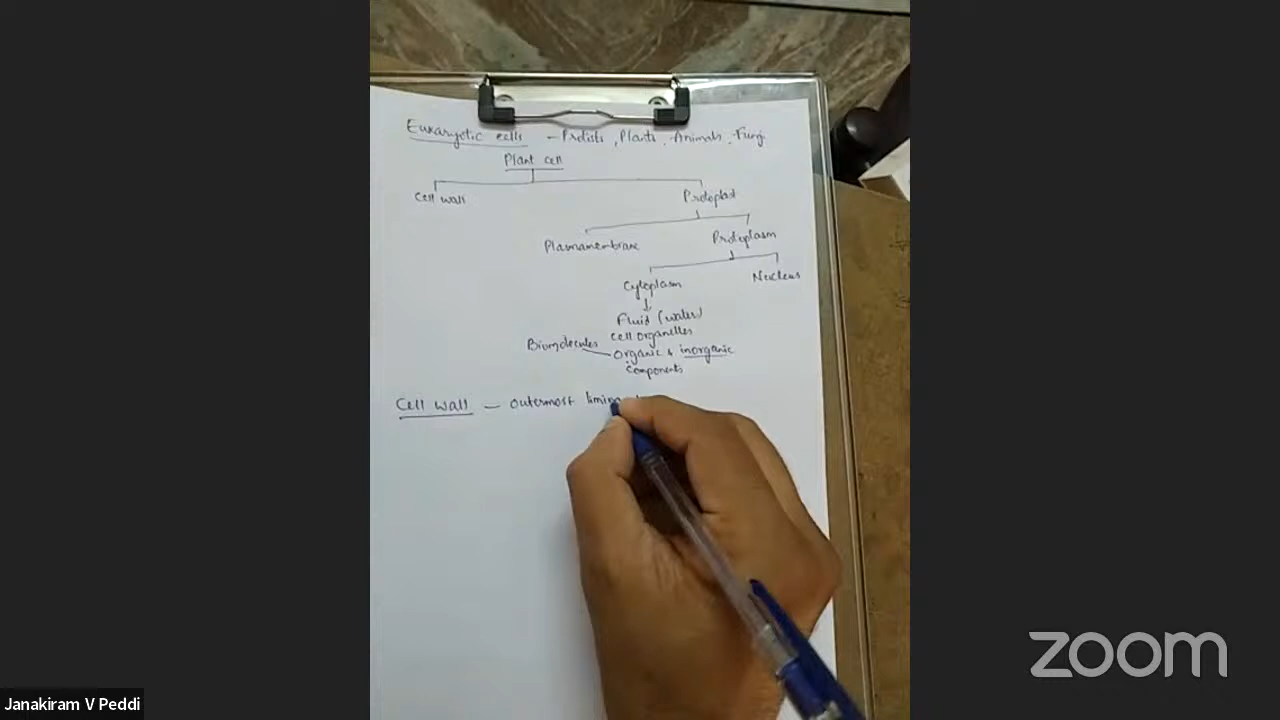 Eukaryotic cells - Protists, Plants, Animals, Fungi
Plant cell
Cell wall Protoplast
Plasmamembrane Protoplasm
Cytoplasm Nucleus
Fluid (water)
cell organelles
Biomolecules organic & inorganic
components
Cell wall - outermost
ZOOM
Janakiram V Peddi